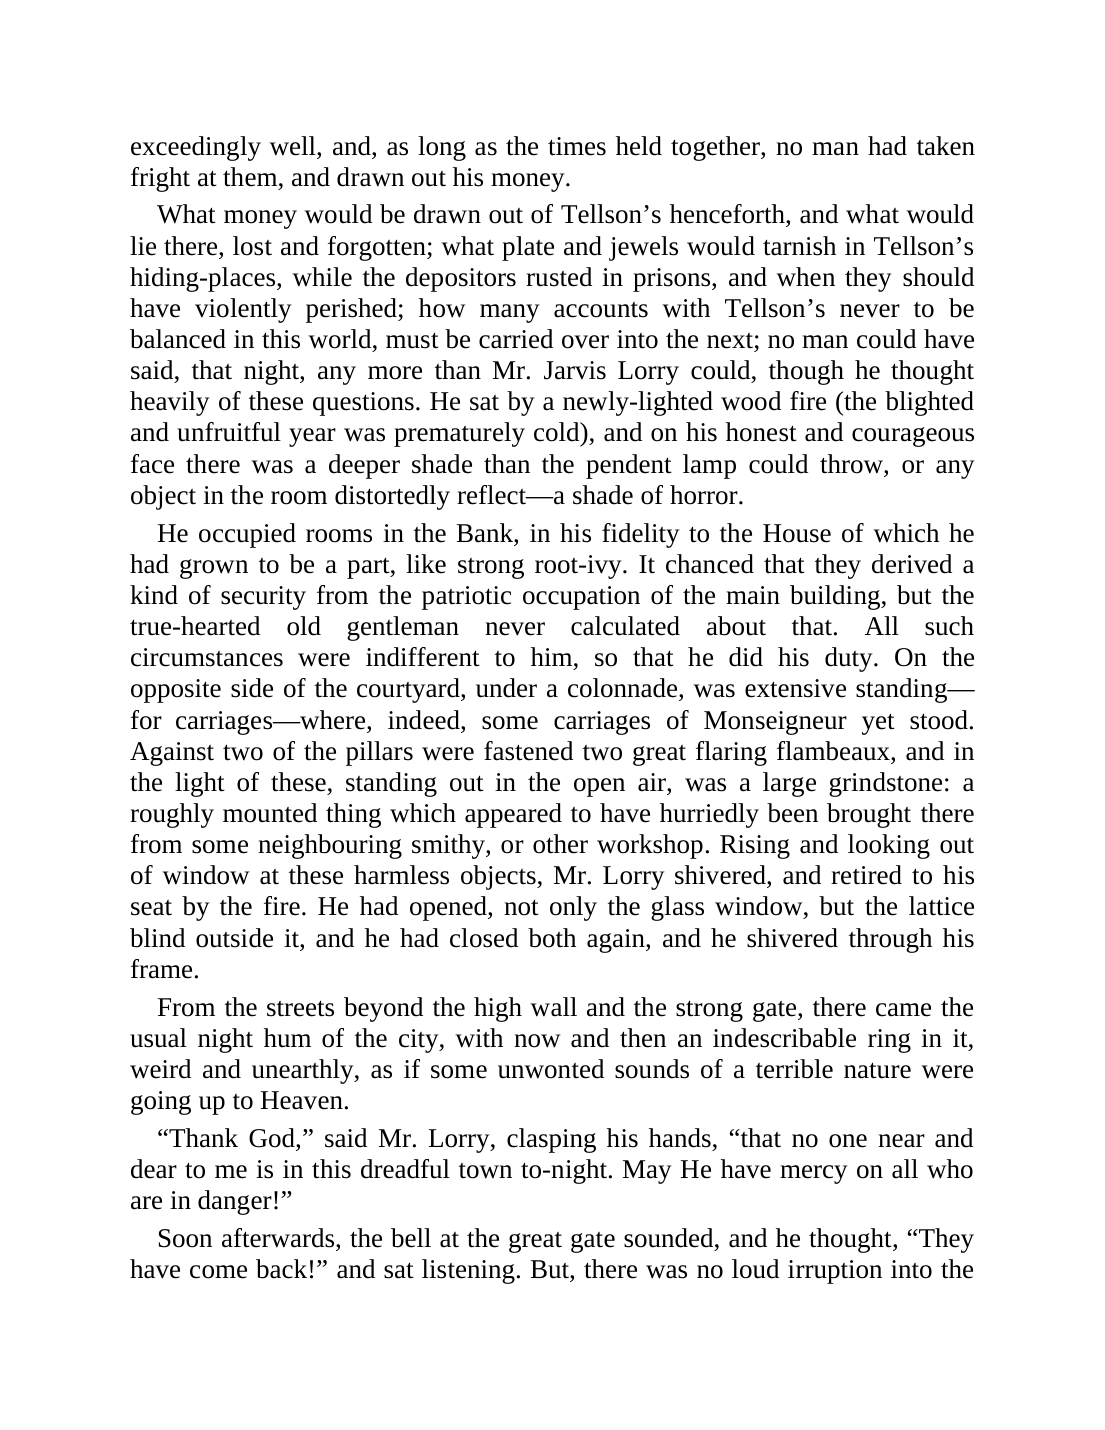 exceedingly well, and, as long as the times held together, no man had taken
fright at them, and drawn out his money.
What money would be drawn out of Tellson’s henceforth, and what would
lie there, lost and forgotten; what plate and jewels would tarnish in Tellson’s
hiding-places, while the depositors rusted in prisons, and when they should
have violently perished; how many accounts with Tellson’s never to be
balanced in this world, must be carried over into the next; no man could have
said, that night, any more than Mr. Jarvis Lorry could, though he thought
heavily of these questions. He sat by a newly-lighted wood fire (the blighted
and unfruitful year was prematurely cold), and on his honest and courageous
face there was a deeper shade than the pendent lamp could throw, or any
object in the room distortedly reflect—a shade of horror.
He occupied rooms in the Bank, in his fidelity to the House of which he
had grown to be a part, like strong root-ivy. It chanced that they derived a
kind of security from the patriotic occupation of the main building, but the
true-hearted old gentleman never calculated about that. All such
circumstances were indifferent to him, so that he did his duty. On the
opposite side of the courtyard, under a colonnade, was extensive standing—
for carriages—where, indeed, some carriages of Monseigneur yet stood.
Against two of the pillars were fastened two great flaring flambeaux, and in
the light of these, standing out in the open air, was a large grindstone: a
roughly mounted thing which appeared to have hurriedly been brought there
from some neighbouring smithy, or other workshop. Rising and looking out
of window at these harmless objects, Mr. Lorry shivered, and retired to his
seat by the fire. He had opened, not only the glass window, but the lattice
blind outside it, and he had closed both again, and he shivered through his
frame.
From the streets beyond the high wall and the strong gate, there came the
usual night hum of the city, with now and then an indescribable ring in it,
weird and unearthly, as if some unwonted sounds of a terrible nature were
going up to Heaven.
“Thank God,” said Mr. Lorry, clasping his hands, “that no one near and
dear to me is in this dreadful town to-night. May He have mercy on all who
are in danger!”
Soon afterwards, the bell at the great gate sounded, and he thought, “They
have come back!” and sat listening. But, there was no loud irruption into the